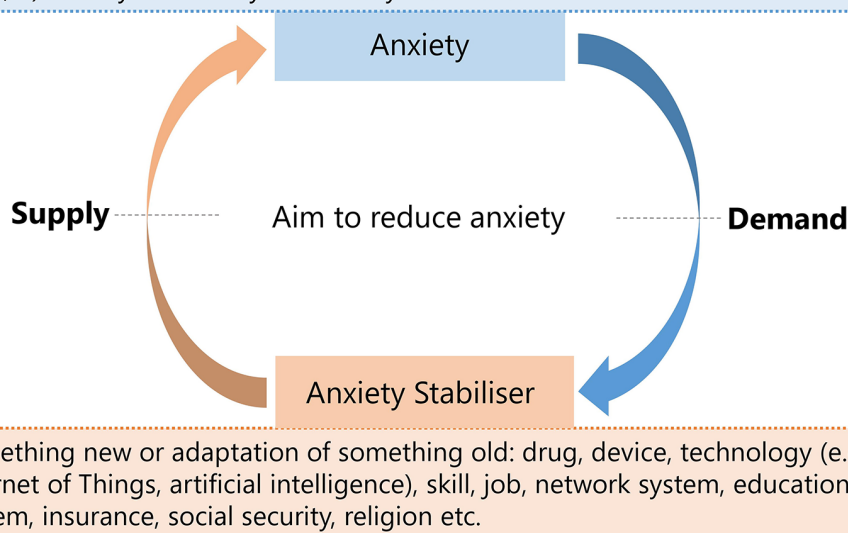 Anxiety
Supply
Aim to reduce anxiety
Demand
Anxiety Stabiliser
ething new or adaptation of something old: drug, device, technology (e.
rnet of Things, artificial intelligence), skill, job, network system, education
em, insurance, social security, religion etc.